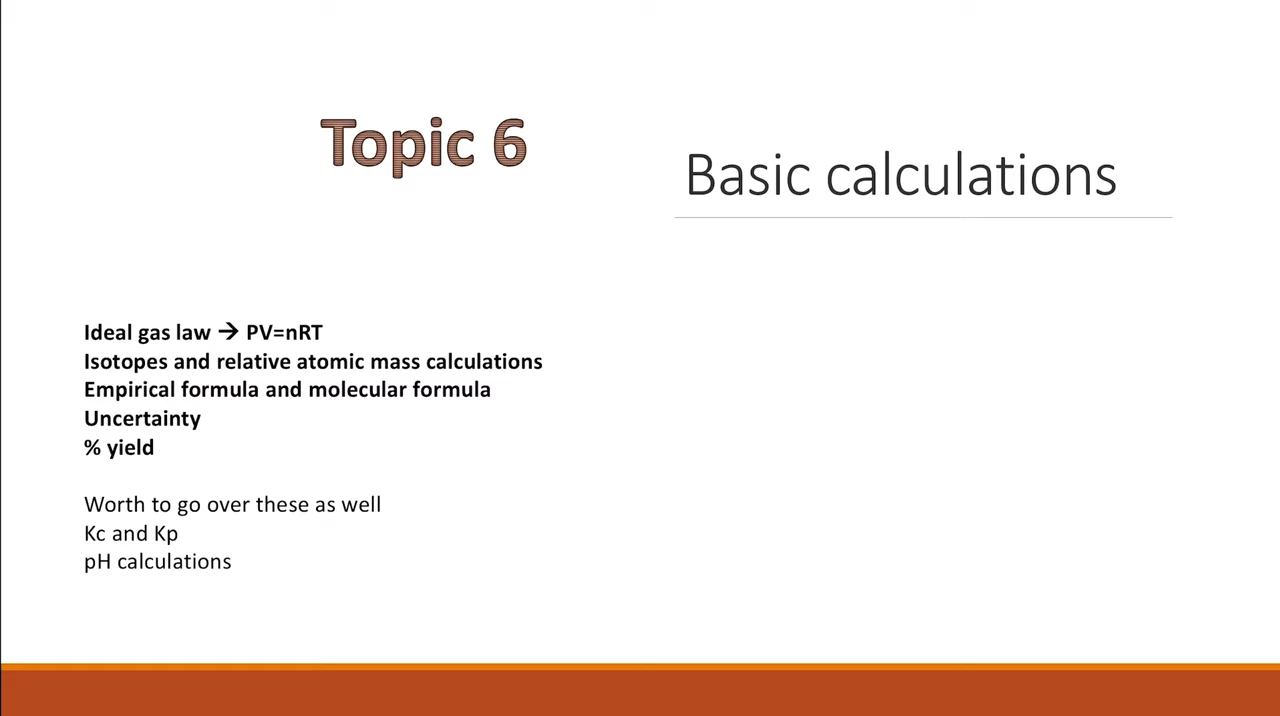 Topic 6
Basic calculations
Ideal gas law → PV=nRT
Isotopes and relative atomic mass calculations
Empirical formula and molecular formula
Uncertainty
% yield
Worth to go over these as well
Kc and Kp
pH calculations